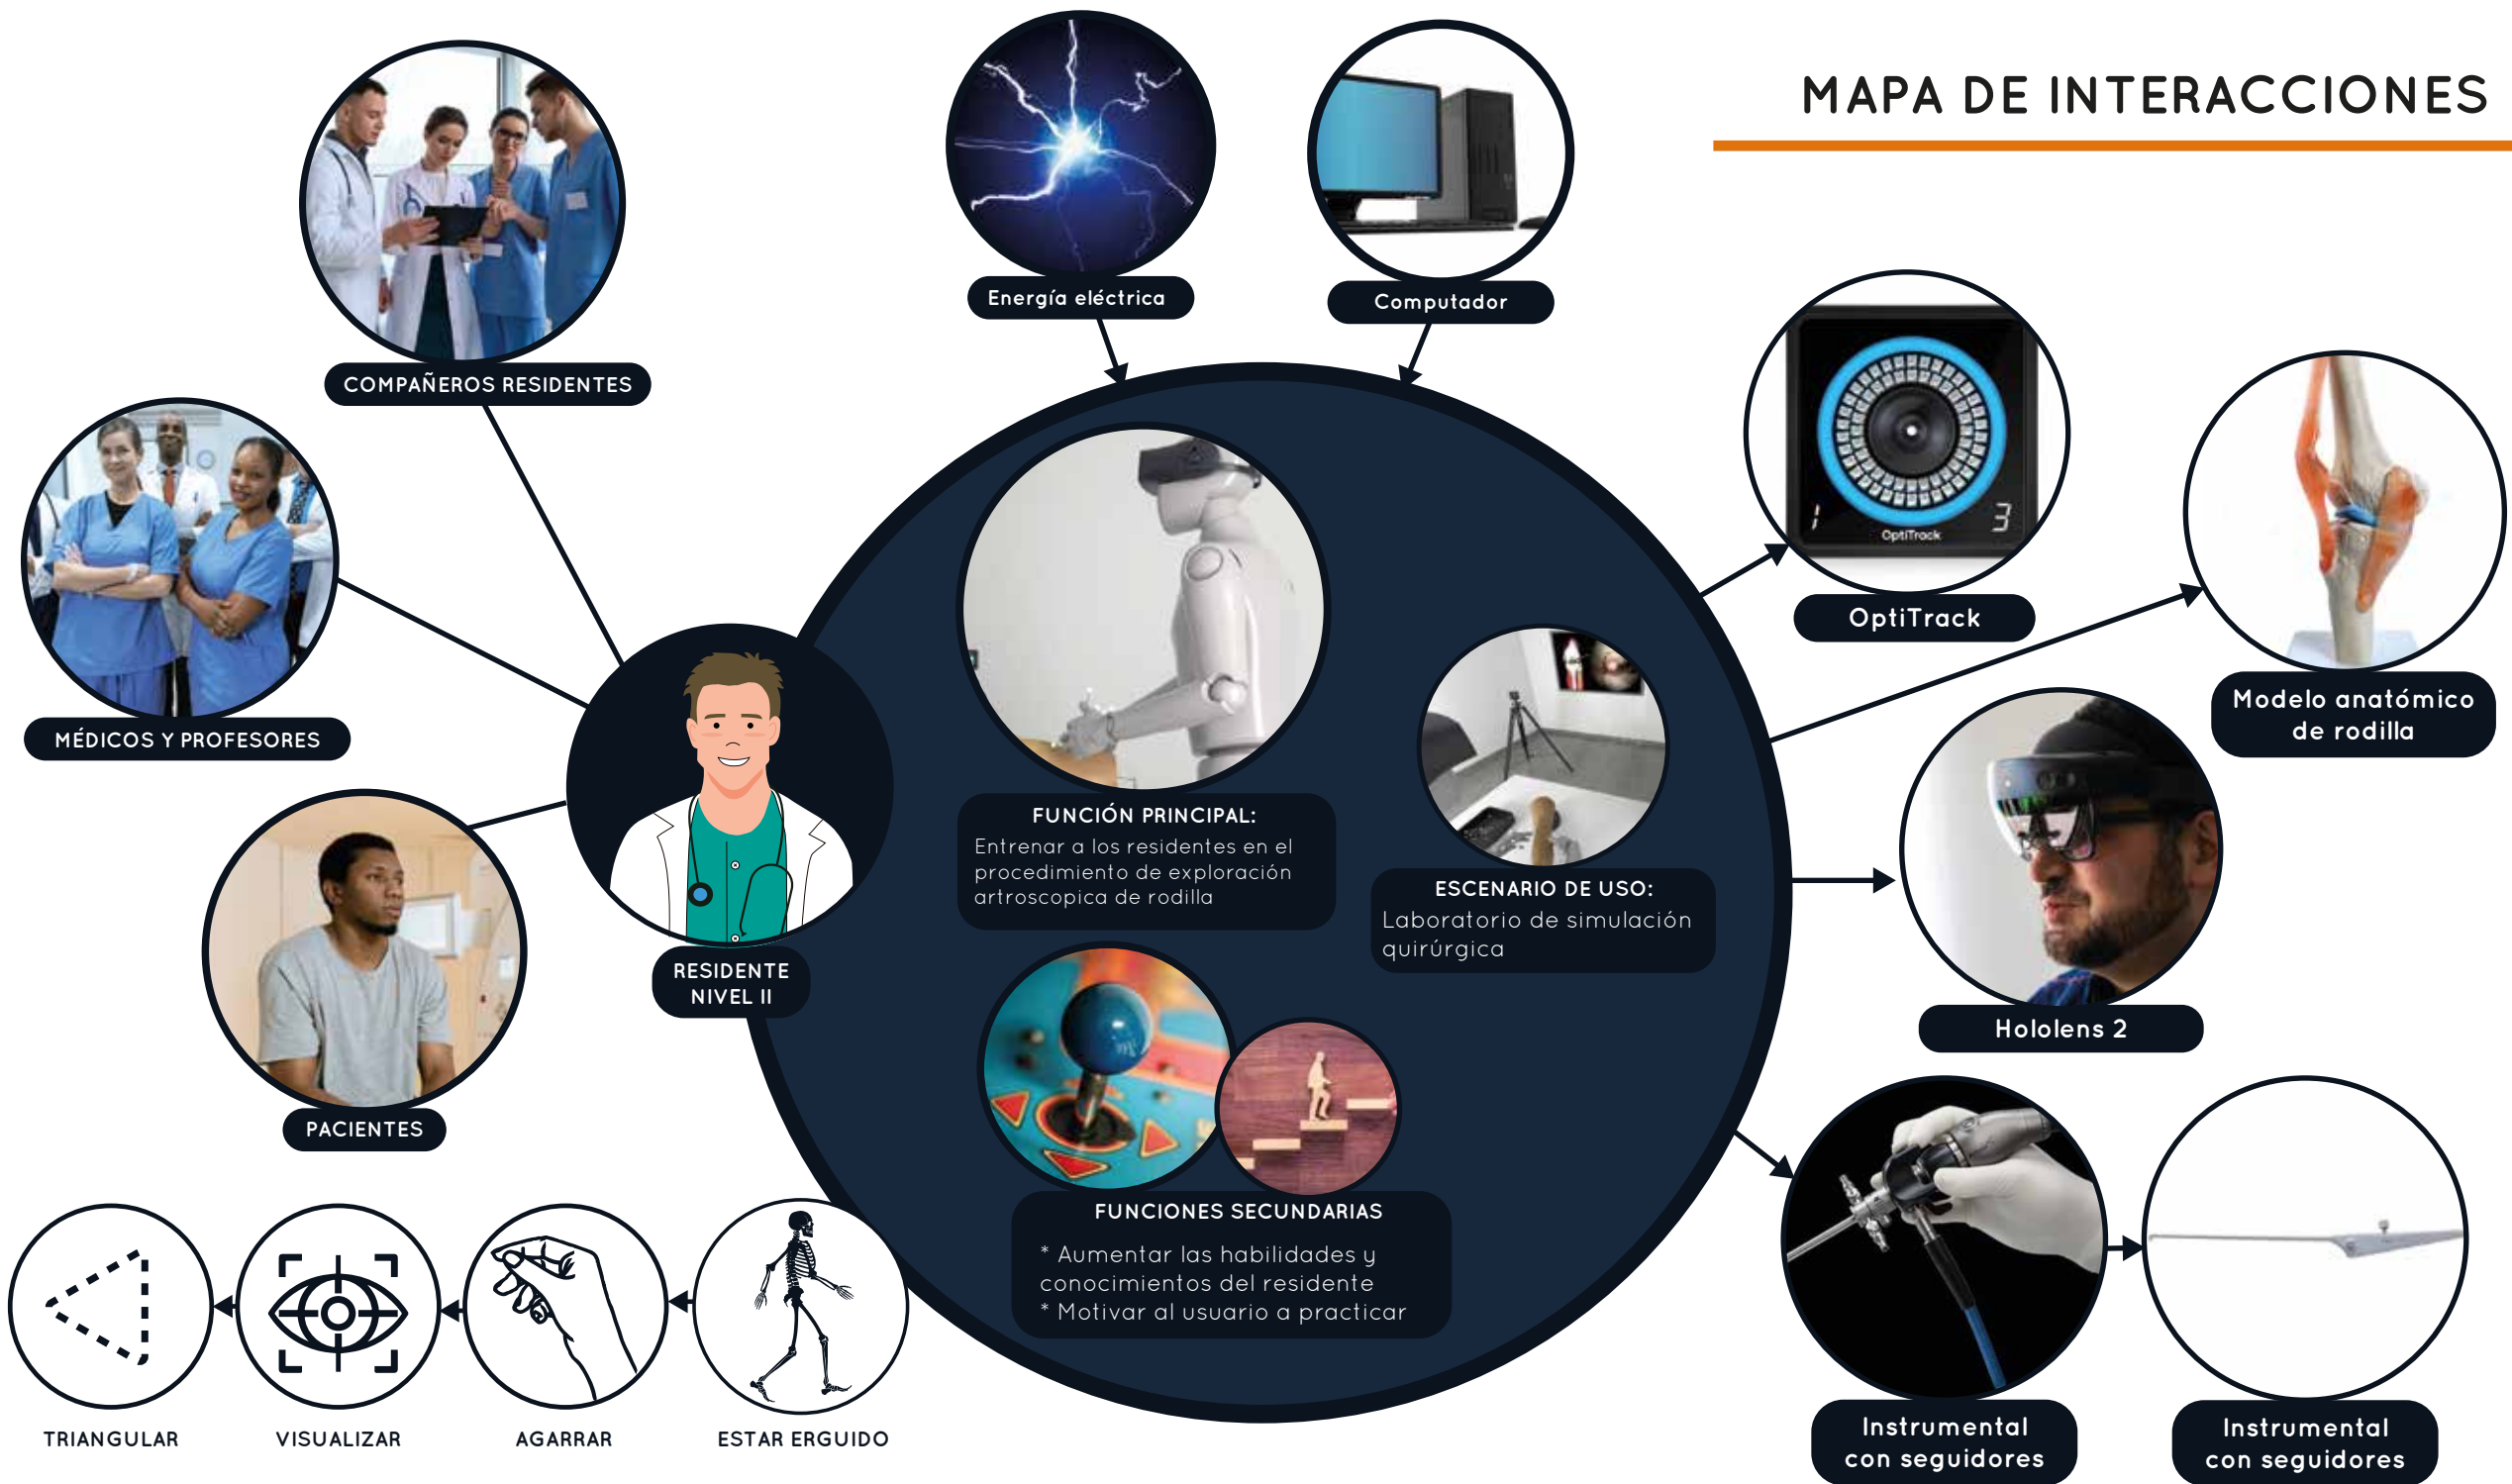 MAPA DE INTERACCIONES
Energía eléctrica
Computador
COMPAÑEROS RESIDENTES
MÉDICOS Y PROFESORES
PACIENTES
RESIDENTE
NIVEL II
FUNCIÓN PRINCIPAL:
Entrenar a los residentes en el
procedimiento de exploración
artroscopica de rodilla
ESCENARIO DE USO:
Laboratorio de simulación
quirúrgica
FUNCIONES SECUNDARIAS
* Aumentar las habilidades y
conocimientos del residente
* Motivar al usuario a practicar
1
3
OptiTrack
OptiTrack
Modelo anatómico
de rodilla
Hololens 2
Instrumental
con seguidores
Instrumental
con seguidores
TRIANGULAR
VISUALIZAR
AGARRAR
ESTAR ERGUIDO